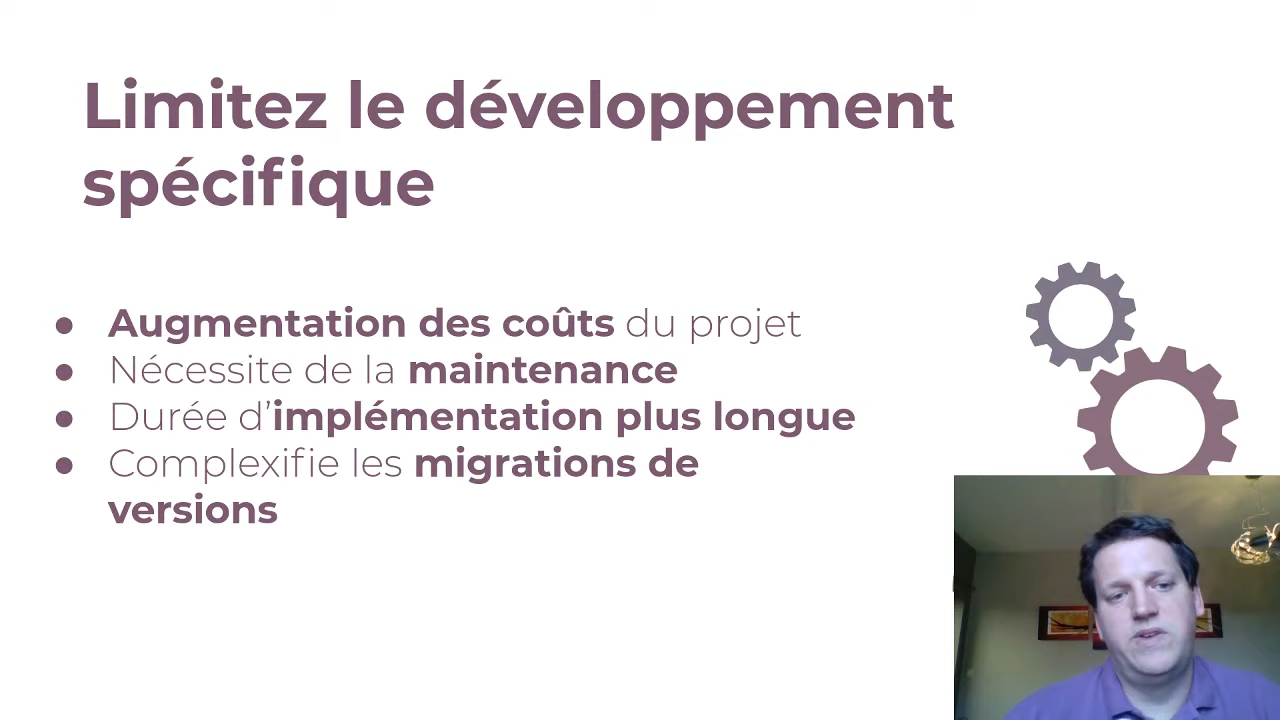 Limitez le développement
spécifique
● Augmentation des coûts du projet
● Nécessite de la maintenance
● Durée d’implémentation plus longue
● Complexifie les migrations de
versions